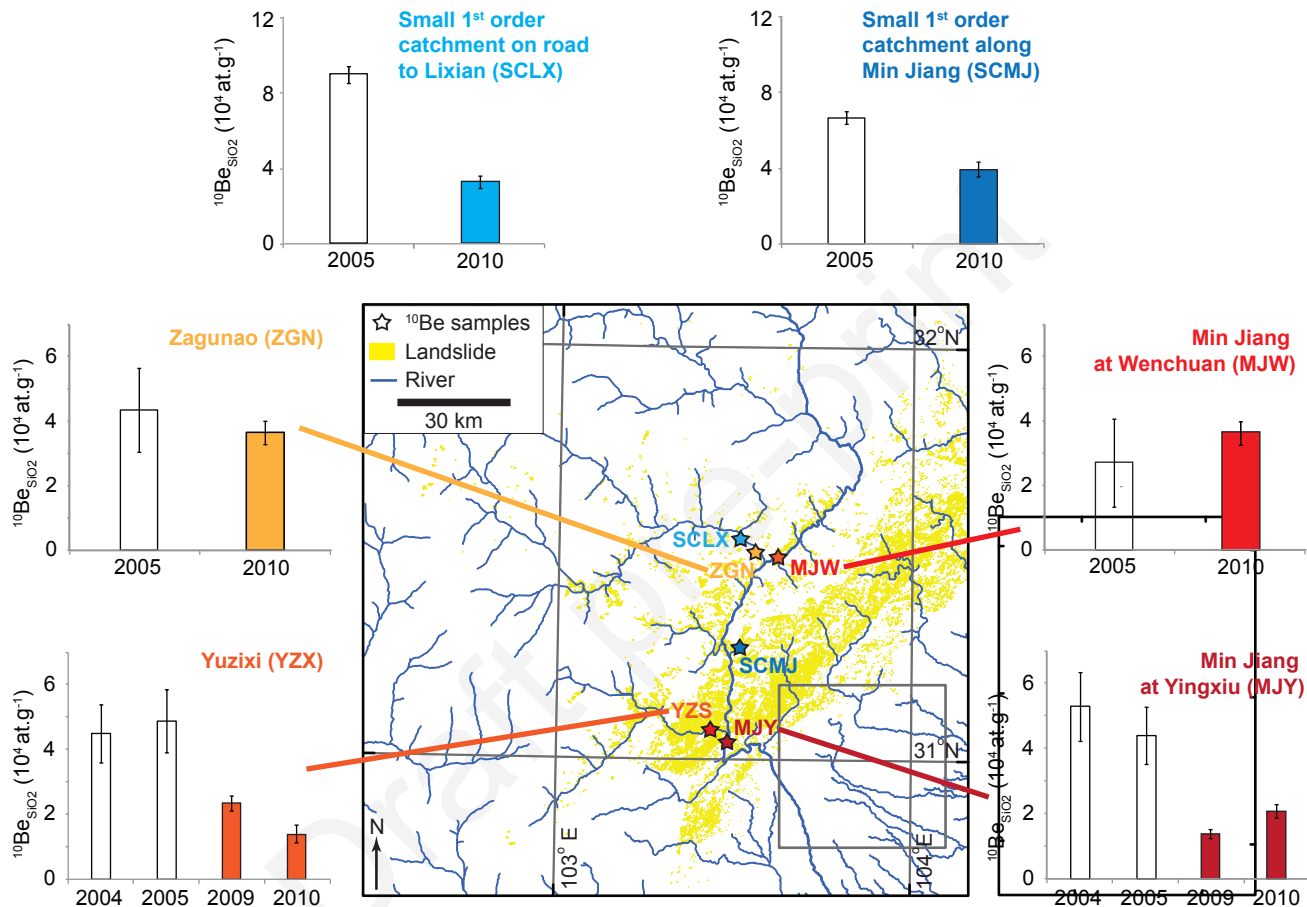 Small 1st order
catchment on road
to Lixian (SCLX)
10BeSiO2 (10^4 at.g^-1)
12
8
4
0
2005
2010
Small 1st order
catchment along
Min Jiang (SCMJ)
10BeSiO2 (10^4 at.g^-1)
12
8
4
0
2005
2010
Zagunao (ZGN)
10BeSiO2 (10^4 at.g^-1)
6
4
2
0
2005
2010
10Be samples
Landslide
River
30 km
32°N
31°N
103°E
104°E
N
SCLX
ZGN
MJW
SCMJ
YZS
MJY
Min Jiang
at Wenchuan (MJW)
10BeSiO2 (10^4 at.g^-1)
6
4
2
0
2005
2010
Yuzixi (YZX)
10BeSiO2 (10^4 at.g^-1)
6
4
2
0
2004
2005
2009
2010
Min Jiang
at Yingxiu (MJY)
10BeSiO2 (10^4 at.g^-1)
6
4
2
0
2004
2005
2009
2010
Draft pre-print